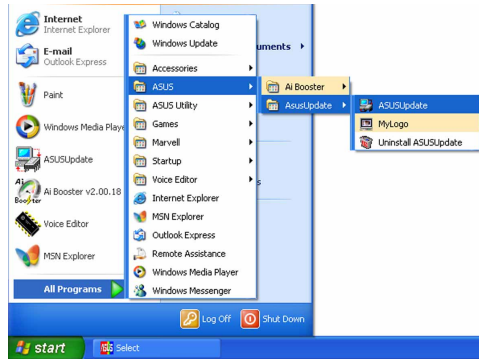 Internet
Internet Explorer
E-mail
Outlook Express
Paint
Windows Media Playe
ASUSUpdate
Ai Booster v2.00.18
Voice Editor
MSN Explorer
All Programs
Windows Catalog
Windows Update
Accessories
ASUS
ASUS Utility
Games
Marvell
Startup
Voice Editor
Internet Explorer
MSN Explorer
Outlook Express
Remote Assistance
Windows Media Player
Windows Messenger
uments
s
Ai Booster
AsusUpdate
ASUSUpdate
MyLogo
Uninstall ASUSUpdate
Log Off
Shut Down
start
Select